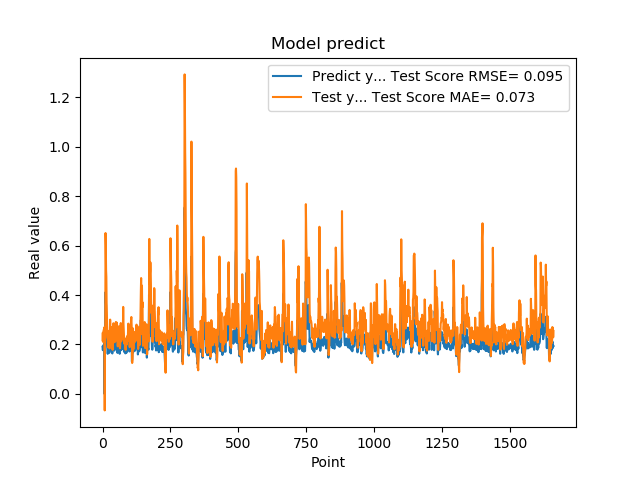 Model predict
Predict y... Test Score RMSE= 0.095
Test y... Test Score MAE= 0.073
1.2
1.0
0.8
0.6
0.4
0.2
0.0
Real value
0 250 500 750 1000 1250 1500
Point